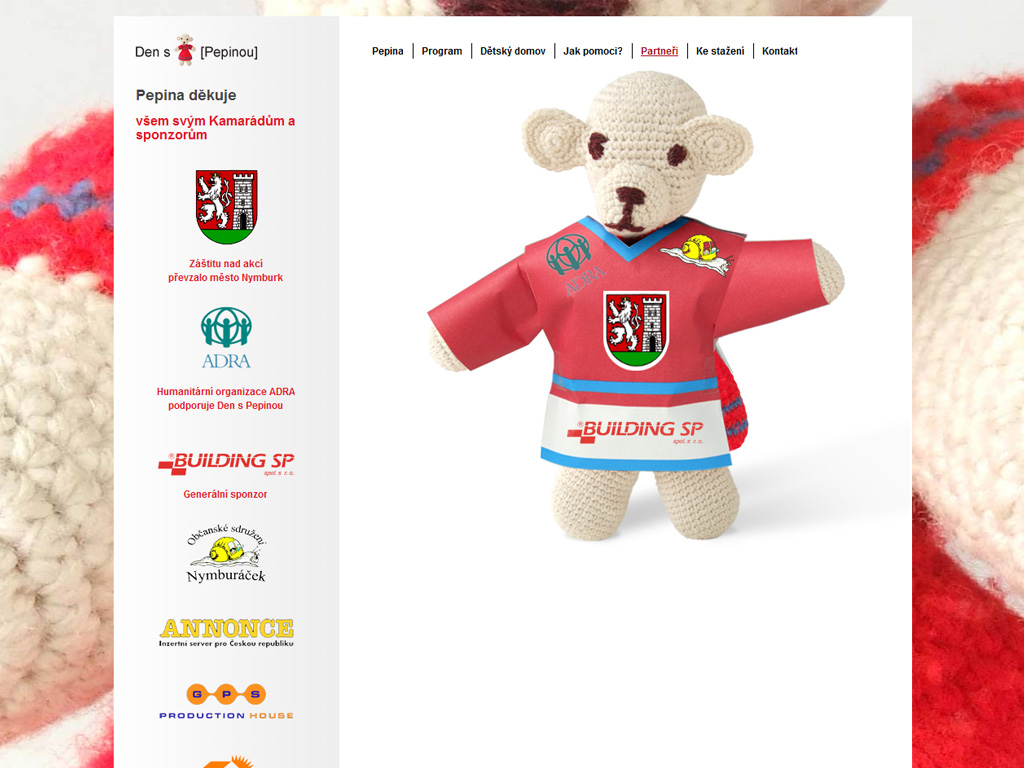 Den s [Pepinou]
Pepina | Program | Dětský domov | Jak pomoci? | Partneři | Ke stažení | Kontakt
Pepina děkuje
všem svým Kamarádům a
sponzorům
Záštitu nad akcí
převzalo město Nymburk
ADRA
Humanitární organizace ADRA
podporuje Den s Pepinou
BUILDING SP
spol. s r.o.
Generální sponzor
Občanské sdružení
Nymburáček
ANNONCE
Inzertní server pro Českou republiku
G P S
PRODUCTION HOUSE
ADRA
BUILDING SP
spol. s r.o.